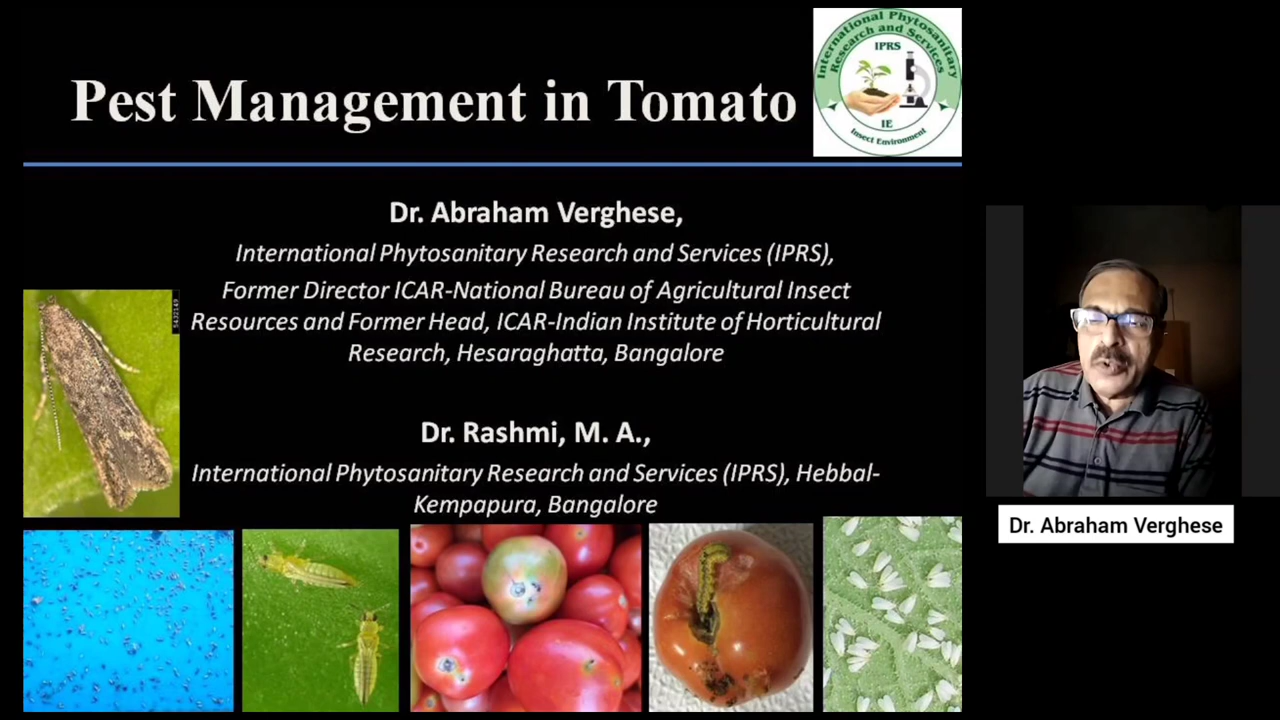 Pest Management in Tomato
International Phytosanitary
Research and Services
IPRS
IE
Insect Environment
Dr. Abraham Verghese,
International Phytosanitary Research and Services (IPRS),
Former Director ICAR-National Bureau of Agricultural Insect
Resources and Former Head, ICAR-Indian Institute of Horticultural
Research, Hesaraghatta, Bangalore
5432149
Dr. Rashmi, M. A.,
International Phytosanitary Research and Services (IPRS), Hebbal-
Kempapura, Bangalore
Dr. Abraham Verghese